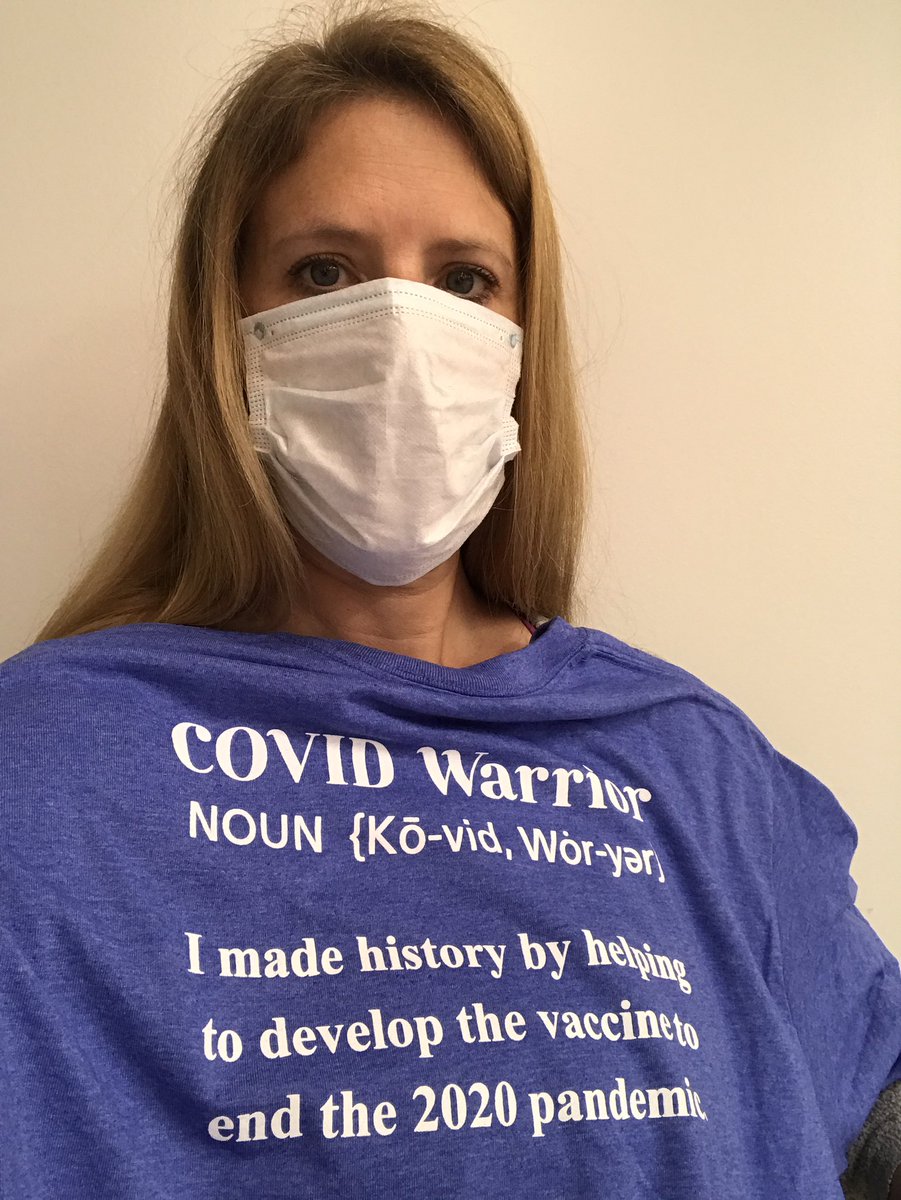 COVID Warrior
NOUN {Kō-vid, Wȯr-yər}
I made history by helping
to develop the vaccine to
end the 2020 pandemic.